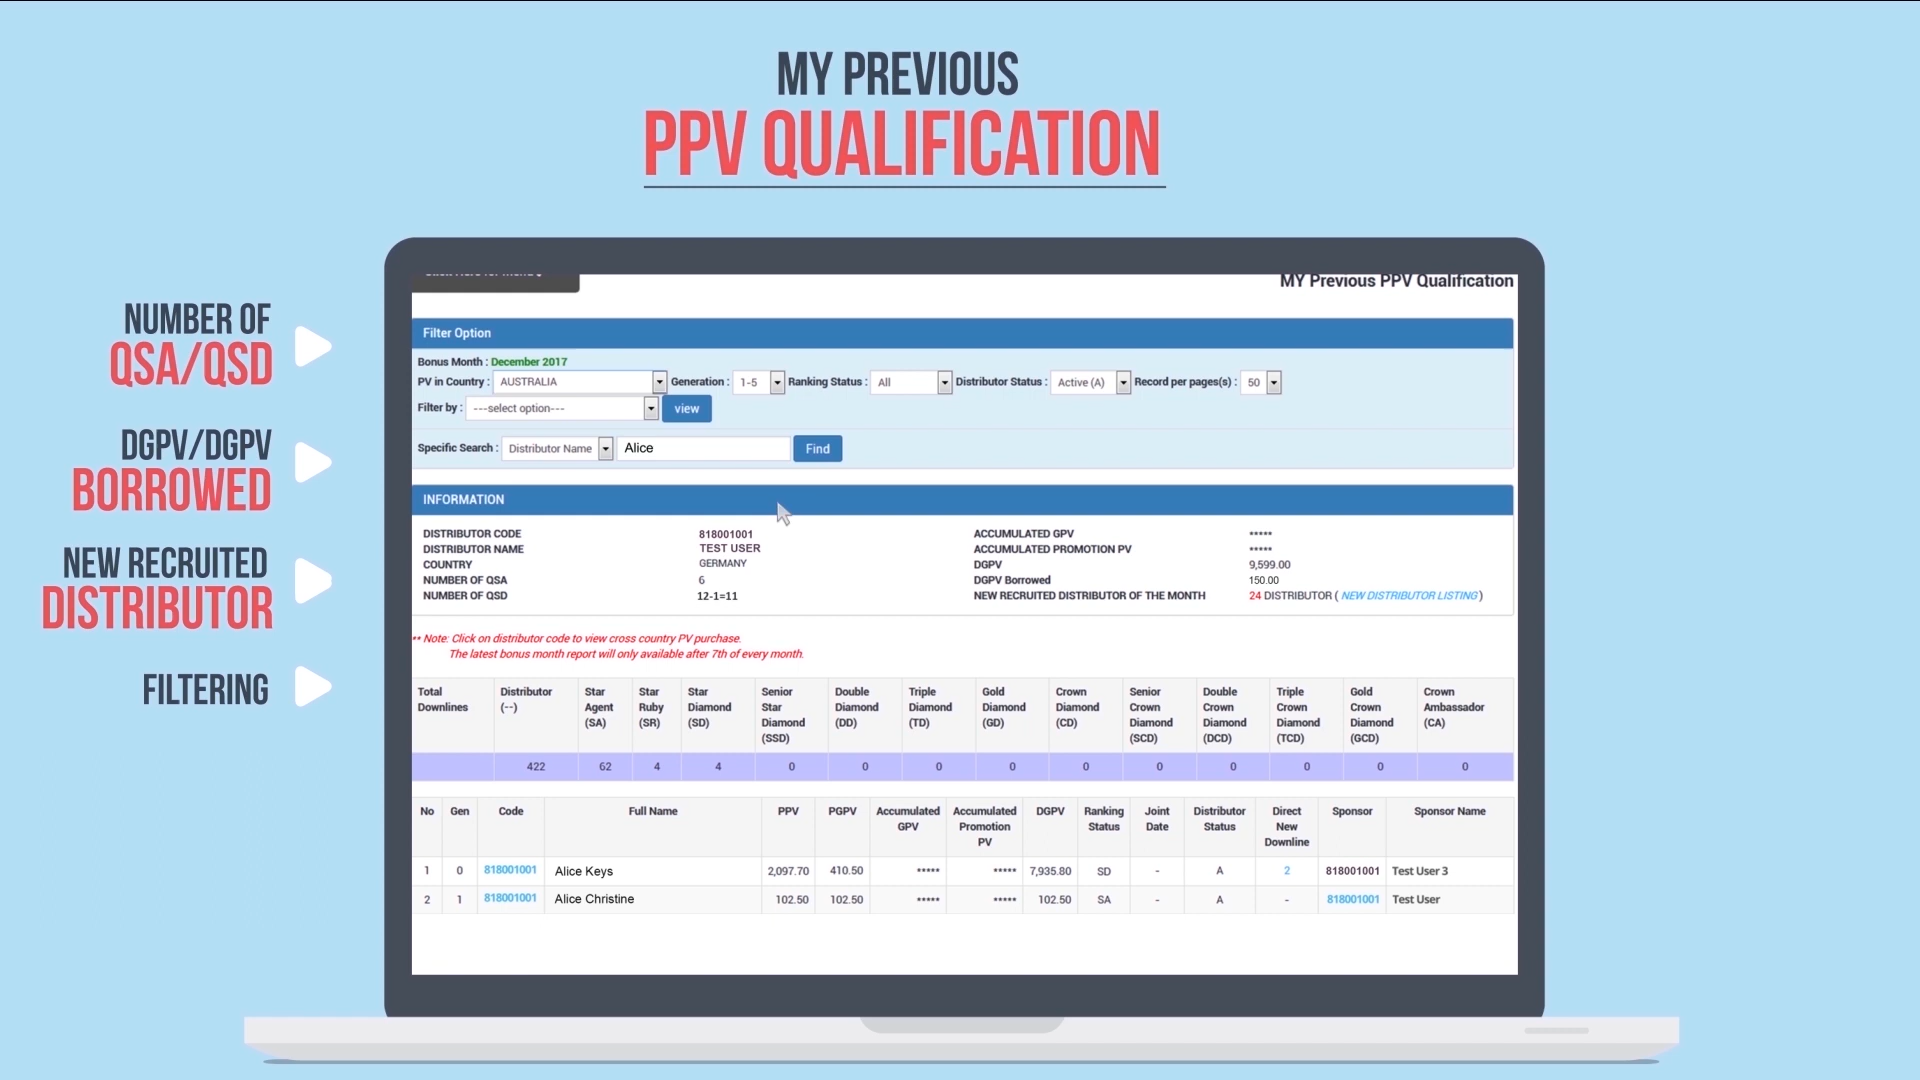 MY PREVIOUS
PPV QUALIFICATION
NUMBER OF
QSA/QSD
DGPV/DGPV
BORROWED
NEW RECRUITED
DISTRIBUTOR
FILTERING
MY Previous PPV Qualification
Filter Option
Bonus Month : December 2017
PV in Country : AUSTRALIA Generation : 1-5 Ranking Status : All Distributor Status : Active (A) Record per pages(s) : 50
Filter by : ---select option--- view
Specific Search : Distributor Name Alice Find
INFORMATION
DISTRIBUTOR CODE 818001001 ACCUMULATED GPV *****
DISTRIBUTOR NAME TEST USER ACCUMULATED PROMOTION PV *****
COUNTRY GERMANY DGPV 9,599.00
NUMBER OF QSA 6 DGPV Borrowed 150.00
NUMBER OF QSD 12-1=11 NEW RECRUITED DISTRIBUTOR OF THE MONTH 24 DISTRIBUTOR ( NEW DISTRIBUTOR LISTING )
** Note: Click on distributor code to view cross country PV purchase.
The latest bonus month report will only available after 7th of every month.
Total Distributor Star Star Star Senior Double Triple Gold Crown Senior Double Triple Gold Crown
Downlines (--) Agent Ruby Diamond Star Diamond Diamond Diamond Diamond Crown Crown Crown Crown Ambassador
(SA) (SR) (SD) Diamond (DD) (TD) (GD) (CD) Diamond Diamond Diamond Diamond (CA)
(SSD) (SCD) (DCD) (TCD) (GCD)
422 62 4 4 0 0 0 0 0 0 0 0 0 0
No Gen Code Full Name PPV PGPV Accumulated Accumulated DGPV Ranking Joint Distributor Direct Sponsor Sponsor Name
GPV Promotion Status Date Status New
PV Downline
1 0 818001001 Alice Keys 2,097.70 410.50 ***** ***** 7,935.80 SD - A 2 818001001 Test User 3
2 1 818001001 Alice Christine 102.50 102.50 ***** ***** 102.50 SA - A - 818001001 Test User